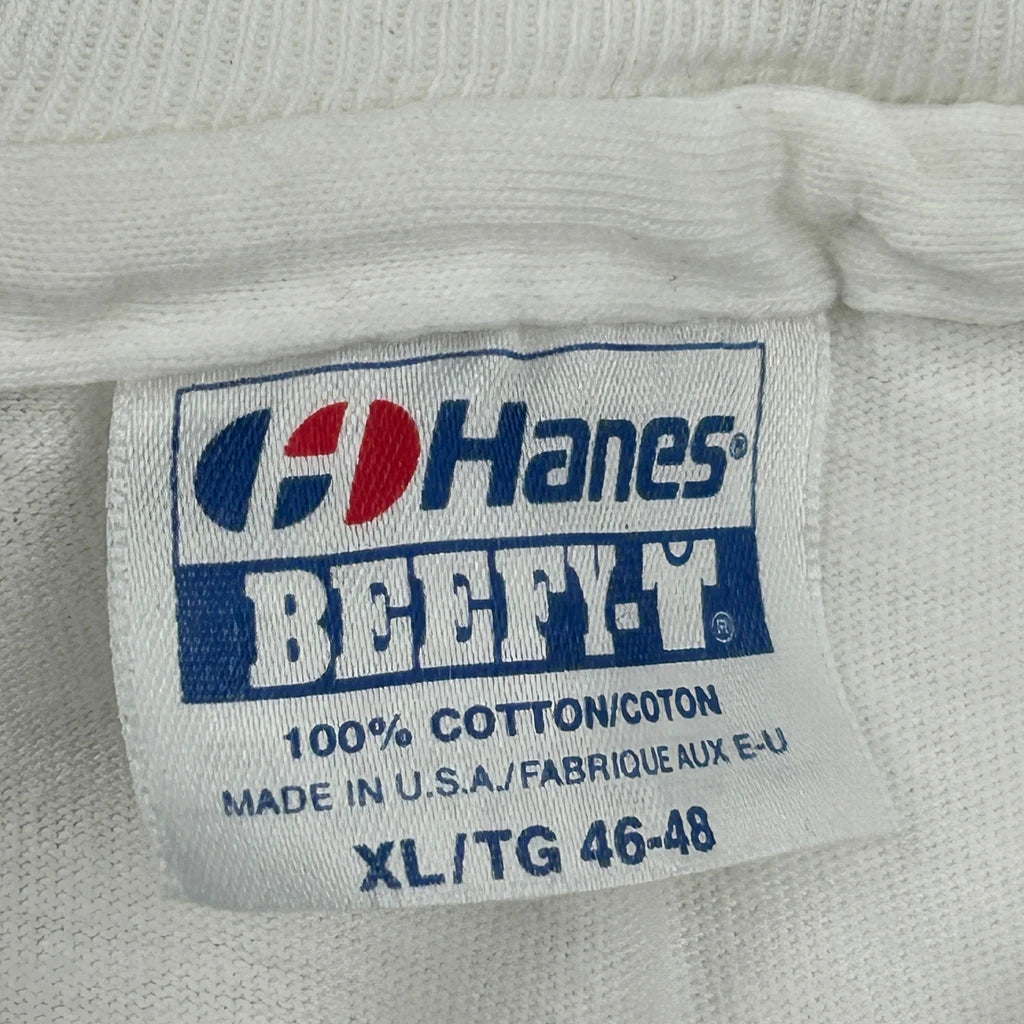 Hanes®
BEEFY-T®
100% COTTON/COTON
MADE IN U.S.A./FABRIQUE AUX E-U
XL/TG 46-48